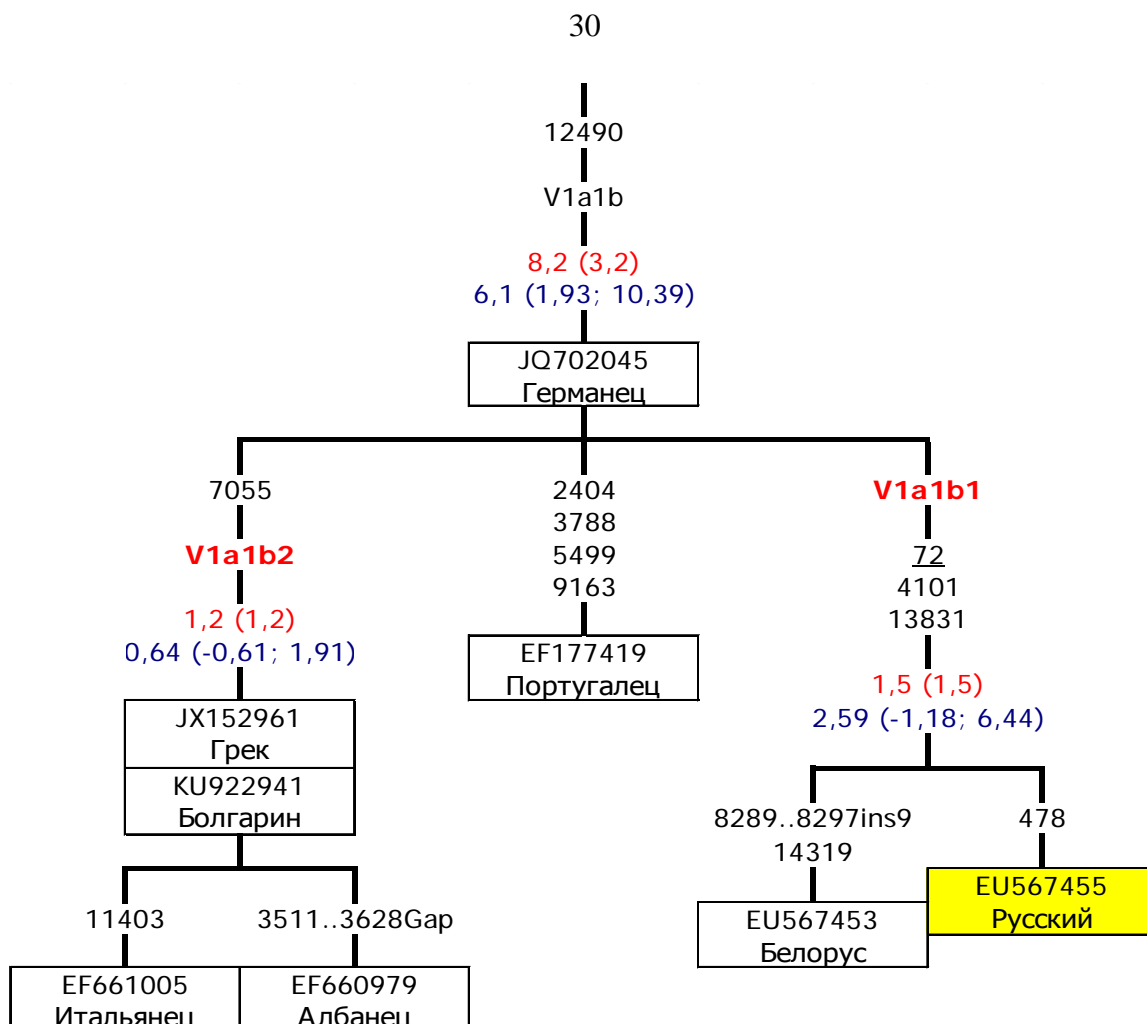 30
12490
V1a1b
8,2 (3,2)
6,1 (1,93; 10,39)
JQ702045
Германец
7055
V1a1b2
1,2 (1,2)
0,64 (-0,61; 1,91)
JX152961
Грек
KU922941
Болгарин
11403
3511..3628Gap
EF661005
Итальянец
EF660979
Албанец
2404
3788
5499
9163
EF177419
Португалец
V1a1b1
72
4101
13831
1,5 (1,5)
2,59 (-1,18; 6,44)
8289..8297ins9
14319
EU567453
Белорус
478
EU567455
Русский